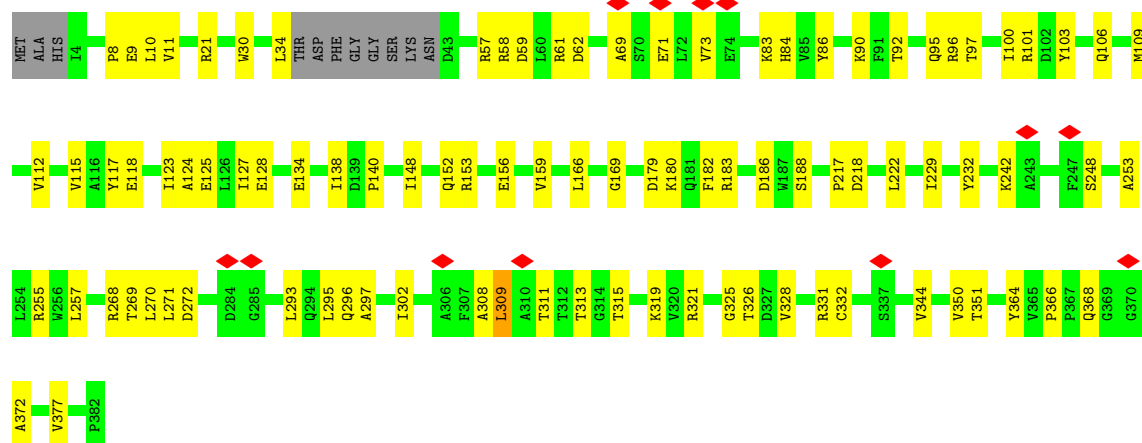 MET ALA HIS I4 P8 E9 L10 V11 R21 W30 L34 THR ASP PHE GLY GLY SER LYS ASN D43 R57 R58 D59 L60 R61 D62 A69 S70 E71 L72 V73 E74 K83 H84 V85 Y86 K90 F91 T92 Q95 R96 T97 I100 R101 D102 Y103 Q106 M109
V112 V115 A116 Y117 E118 I123 A124 E125 L126 I127 E128 E134 I138 D139 P140 I148 Q152 R153 E156 V159 L166 G169 D179 K180 Q181 F182 R183 D186 W187 S188 P217 D218 L222 I229 Y232 K242 A243 F247 S248 A253
L254 R255 W256 L257 R268 T269 L270 L271 D272 D284 G285 L293 Q294 L295 Q296 A297 I302 A306 F307 A308 L309 A310 T311 T312 T313 G314 T315 K319 V320 R321 G325 T326 D327 V328 R331 C332 S337 V344 V350 T351 Y364 V365 P366 P367 Q368 G369 G370
A372 V377 P382